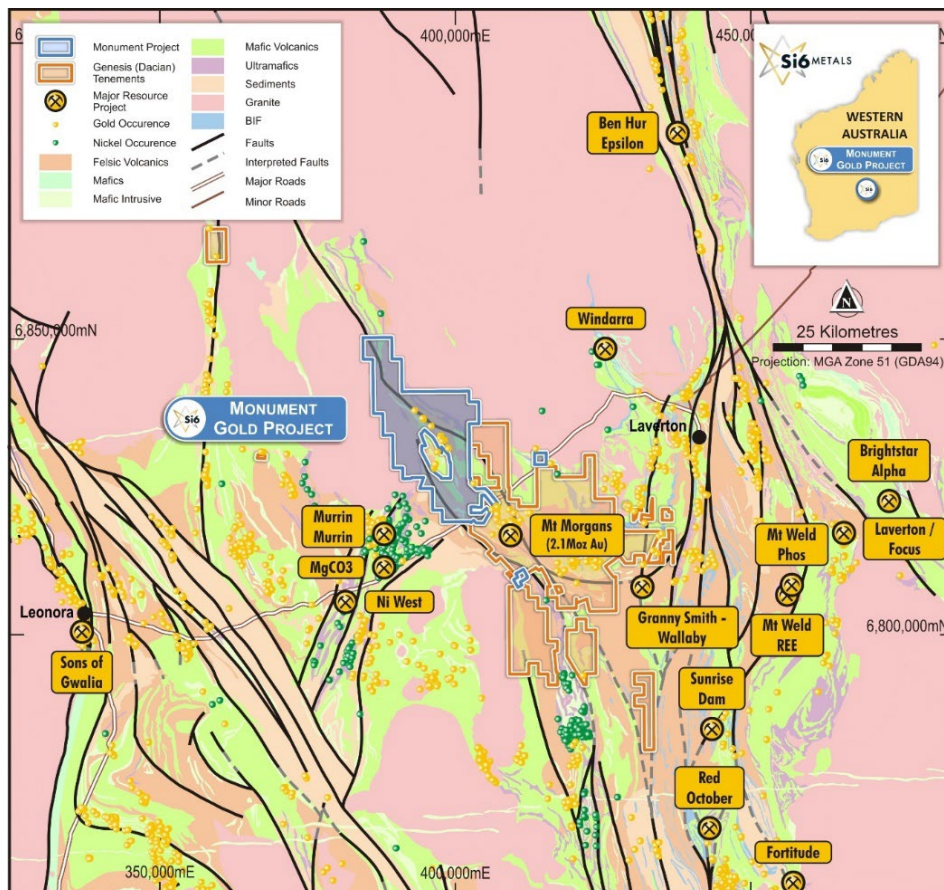 6,
400,000mE
450,
Monument Project
Genesis (Dacian)
Tenements
Major Resource
Project
Gold Occurence
Nickel Occurence
Felsic Volcanics
Mafics
Mafic Intrusive
Mafic Volcanics
Ultramafics
Sediments
Granite
BIF
Faults
Interpreted Faults
Major Roads
Minor Roads
Si6 METALS
WESTERN
AUSTRALIA
Si6 MONUMENT
GOLD PROJECT
Si6
Ben Hur
Epsilon
N
25 Kilometres
Projection: MGA Zone 51 (GDA94)
6,850,000mN
Windarra
Si6 MONUMENT
GOLD PROJECT
Laverton
Brightstar
Alpha
Murrin
Murrin
Mt Morgans
(2.1Moz Au)
Mt Weld
Phos
Laverton /
Focus
MgCO3
Ni West
Leonora
Granny Smith -
Wallaby
Mt Weld
REE
6,800,000mN
Sons of
Gwalia
Sunrise
Dam
Red
October
Fortitude
350,000mE
400,000mE